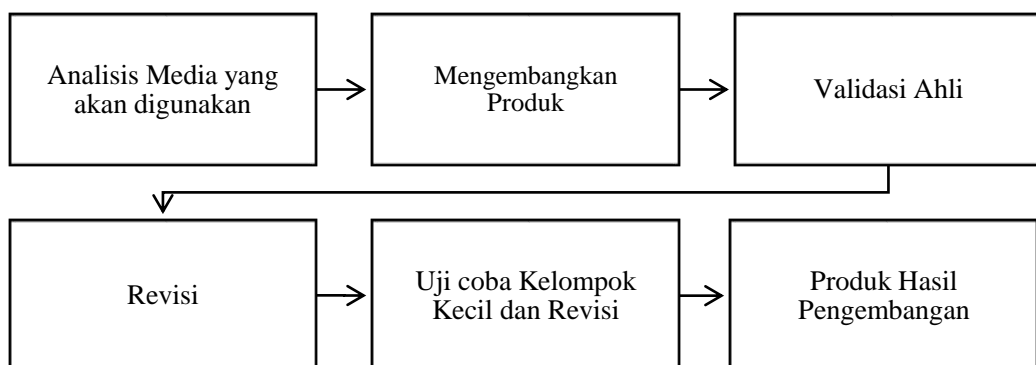 Analisis Media yang
akan digunakan
Mengembangkan
Produk
Validasi Ahli
Revisi
Uji coba Kelompok
Kecil dan Revisi
Produk Hasil
Pengembangan